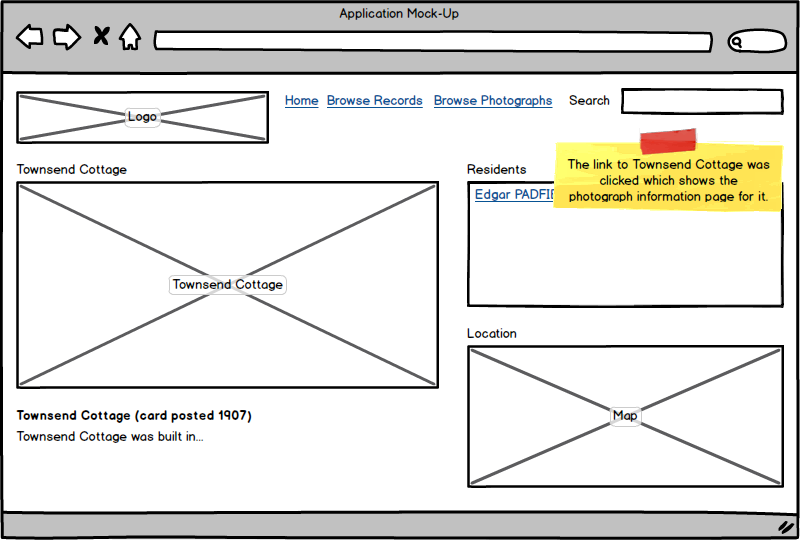 Application Mock-Up
Logo
Home Browse Records Browse Photographs Search
Townsend Cottage
Townsend Cottage
Townsend Cottage (card posted 1907)
Townsend Cottage was built in...
Residents
Edgar
The link to Townsend Cottage was
clicked which shows the
photograph information page for it.
Location
Map